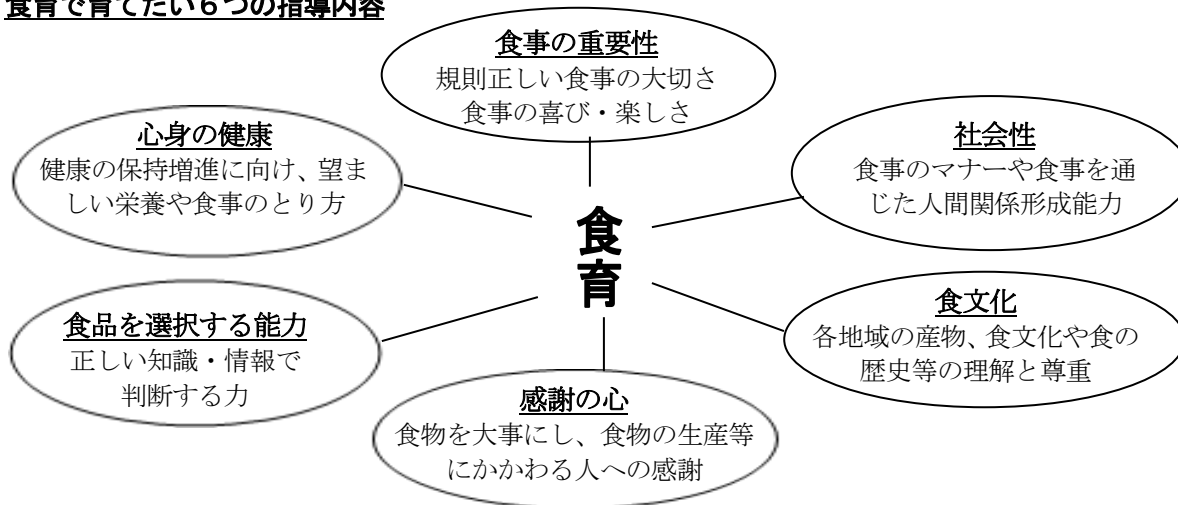 食育で育てたい6つの指導内容
食事の重要性
規則正しい食事の大切さ
食事の喜び・楽しさ
心身の健康
健康の保持増進に向け、望ま
しい栄養や食事のとり方
社会性
食事のマナーや食事を通
じた人間関係形成能力
食育
食品を選択する能力
正しい知識・情報で
判断する力
食文化
各地域の産物、食文化や食の
歴史等の理解と尊重
感謝の心
食物を大事にし、食物の生産等
にかかわる人への感謝